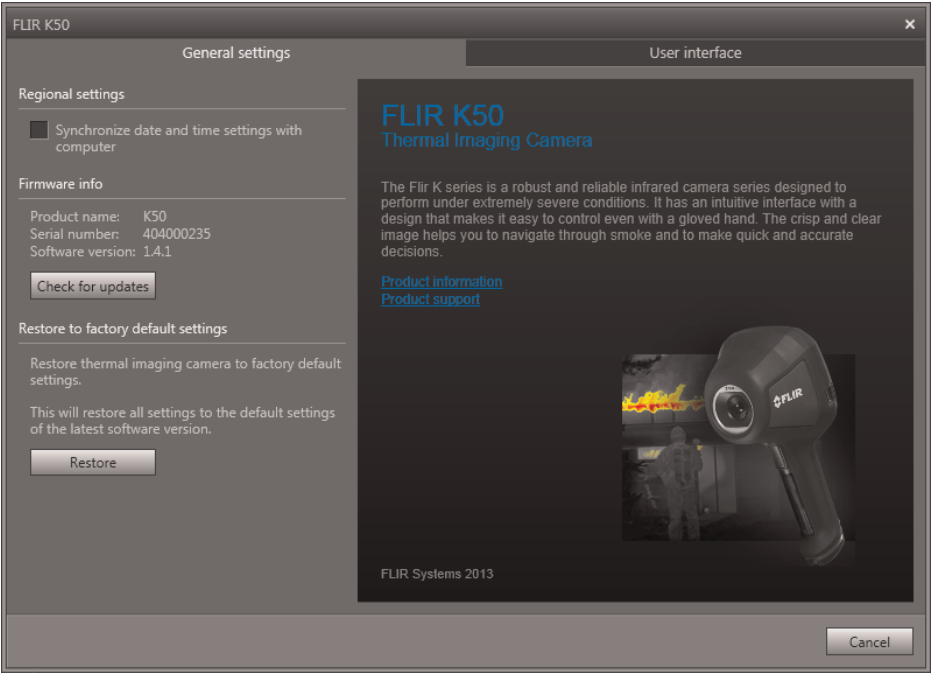 FLIR K50
General settings
User interface
Regional settings
Synchronize date and time settings with
computer
Firmware info
Product name: K50
Serial number: 404000235
Software version: 1.4.1
Check for updates
Restore to factory default settings
Restore thermal imaging camera to factory default
settings.
This will restore all settings to the default settings
of the latest software version.
Restore
FLIR K50
Thermal Imaging Camera
The Flir K series is a robust and reliable infrared camera series designed to
perform under extremely severe conditions. It has an intuitive interface with a
design that makes it easy to control even with a gloved hand. The crisp and clear
image helps you to navigate through smoke and to make quick and accurate
decisions.
Product information
Product support
FLIR
FLIR Systems 2013
Cancel